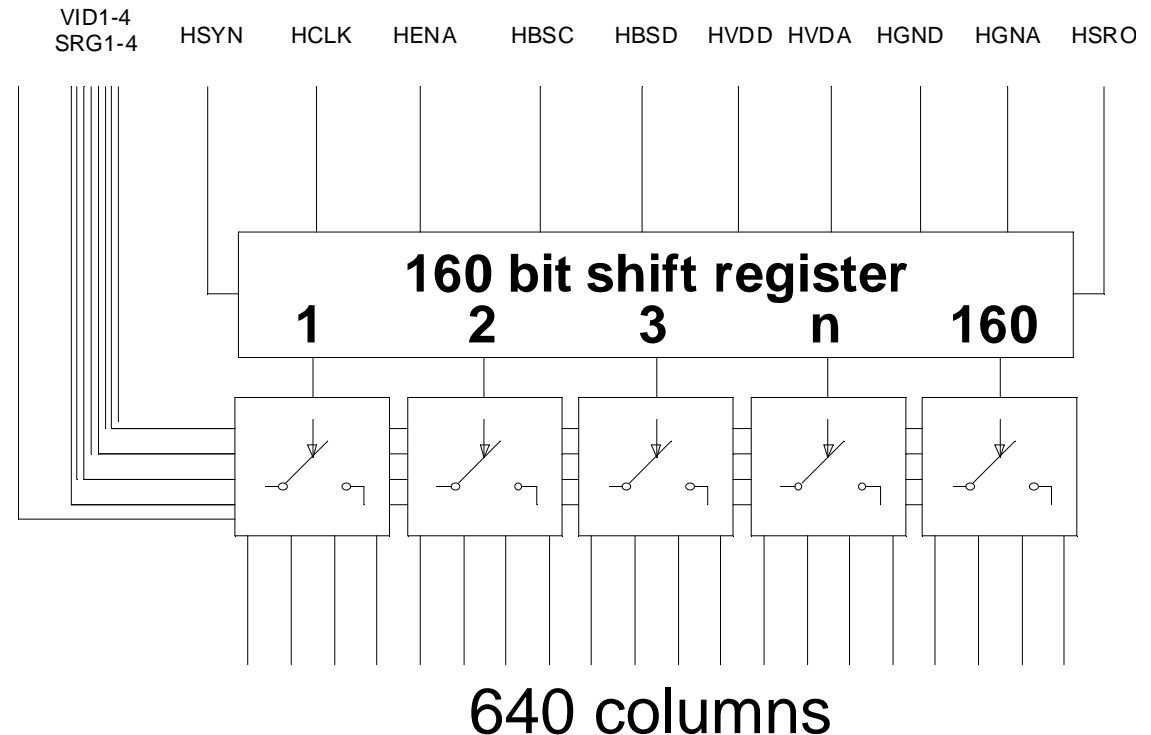 VID1-4
SRG1-4
HSYN HCLK HENA HBSC HBSD HVDD HVDA HGND HGNA HSRO
160 bit shift register
1 2 3 n 160
640 columns